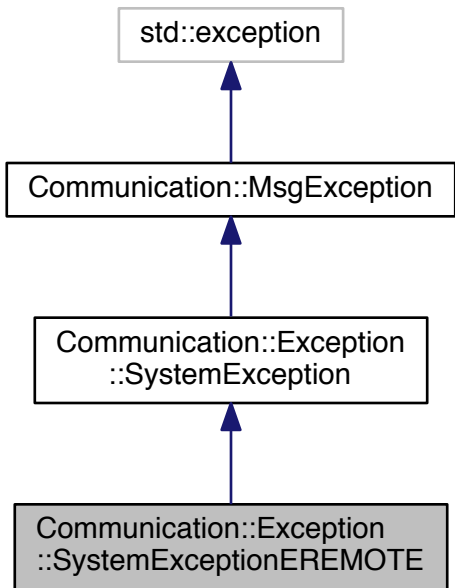 std::exception
Communication::MsgException
Communication::Exception
::SystemException
Communication::Exception
::SystemExceptionEREMOTE